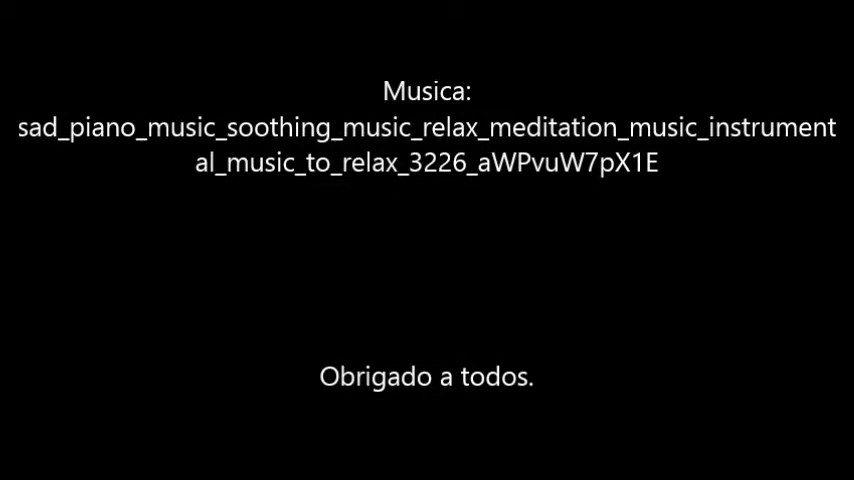 Musica:
sad_piano_music_soothing_music_relax_meditation_music_instrument
al_music_to_relax_3226_aWPvuW7pX1E
Obrigado a todos.